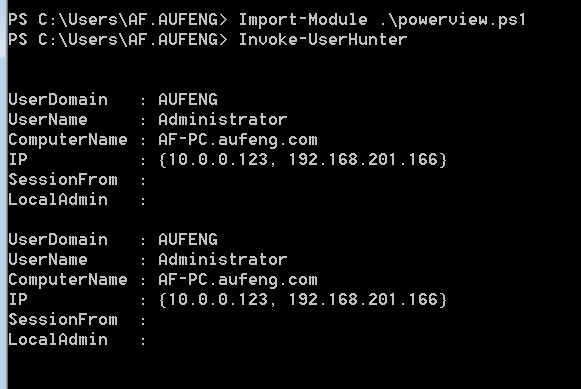 PS C:\Users\AF.AUFENG> Import-Module .\powerview.ps1
PS C:\Users\AF.AUFENG> Invoke-UserHunter
UserDomain   : AUFENG
UserName     : Administrator
ComputerName : AF-PC.aufeng.com
IP           : {10.0.0.123, 192.168.201.166}
SessionFrom  :
LocalAdmin   :
UserDomain   : AUFENG
UserName     : Administrator
ComputerName : AF-PC.aufeng.com
IP           : {10.0.0.123, 192.168.201.166}
SessionFrom  :
LocalAdmin   :